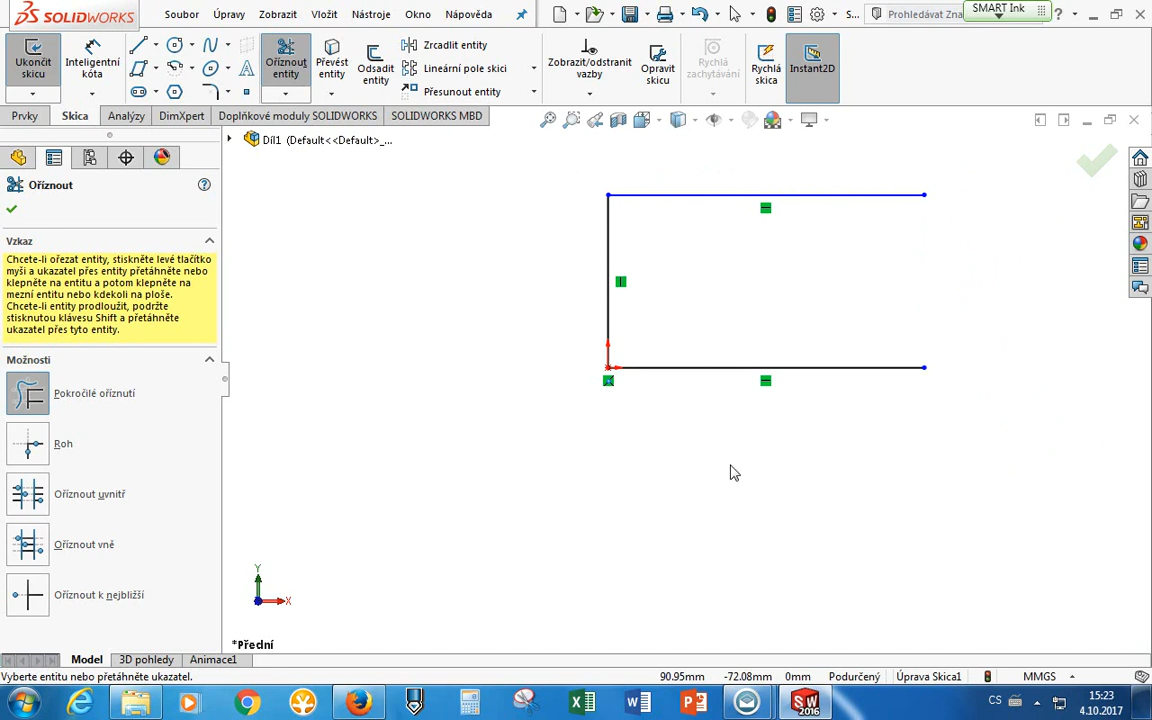 SOLIDWORKS
Soubor
Úpravy
Zobrazit
Vložit
Nástroje
Okno
Nápověda
S...
Prohledávat Zna
SMART Ink
?
Ukončit
skicu
Inteligentní
kóta
Oříznout
entity
Převést
entity
Odsadit
entity
Zrcadlit entity
Lineární pole skici
Přesunout entity
Zobrazit/odstranit
vazby
Opravit
skicu
Rychlá
zachytávání
Rychlá
skica
Instant2D
Prvky
Skica
Analýzy
DimXpert
Doplňkové moduly SOLIDWORKS
SOLIDWORKS MBD
Díl1 (Default<<Default>_...
Oříznout
?
Vzkaz
Chcete-li ořezat entity, stiskněte levé tlačítko
myši a ukazatel přes entity přetáhněte nebo
klepněte na entitu a potom klepněte na
mezní entitu nebo kdekoli na ploše.
Chcete-li entity prodloužit, podržte
stisknutou klávesu Shift a přetáhněte
ukazatel přes tyto entity.
Možnosti
Pokročilé oříznutí
Roh
Oříznout uvnitř
Oříznout vně
Oříznout k nejbližší
Y
X
*Přední
Model
3D pohledy
Animace1
Vyberte entitu nebo přetáhněte ukazatel.
90.95mm
-72.08mm
0mm
Podurčený
Úprava Skica1
MMGS
SW
2016
CS
15:23
4.10.2017